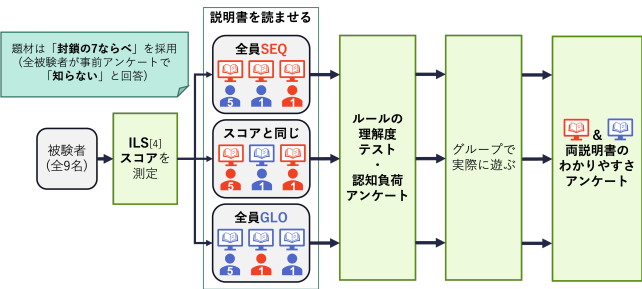 説明書を読ませる
題材は「封鎖の7ならべ」を採用
(全被験者が事前アンケートで
「知らない」と回答)
被験者
(全9名)
ILS[4]
スコアを
測定
全員SEQ
5 1 1
スコアと同じ
5 1 1
全員GLO
5 1 1
ルールの
理解度
テスト
・
認知負荷
アンケート
グループで
実際に遊ぶ
&
両説明書の
わかりやすさ
アンケート